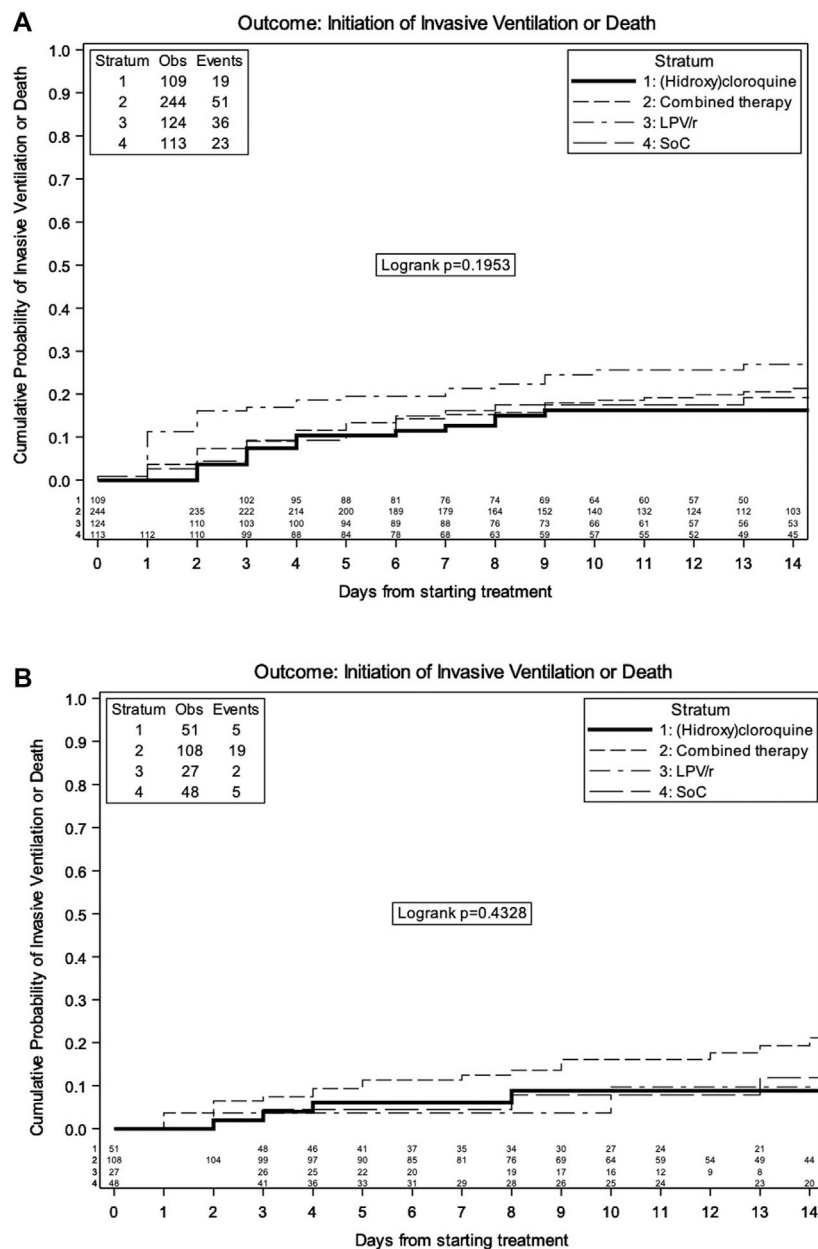 A
Outcome: Initiation of Invasive Ventilation or Death
Stratum Obs Events
1 109 19
2 244 51
3 124 36
4 113 23
Stratum
1: (Hidroxy)cloroquine
2: Combined therapy
3: LPV/r
4: SoC
Cumulative Probability of Invasive Ventilation or Death
1.0
0.9
0.8
0.7
0.6
0.5
0.4
0.3
0.2
0.1
0.0
Logrank p=0.1953
1 109 102 95 88 81 76 74 69 64 60 57 50
2 244 235 222 214 200 189 179 164 152 140 132 124 112 103
3 124 110 103 100 94 89 88 76 73 66 61 57 56 53
4 113 112 110 99 88 84 78 68 63 59 57 55 52 49 45
0 1 2 3 4 5 6 7 8 9 10 11 12 13 14
Days from starting treatment
B
Outcome: Initiation of Invasive Ventilation or Death
Stratum Obs Events
1 51 5
2 108 19
3 27 2
4 48 5
Stratum
1: (Hidroxy)cloroquine
2: Combined therapy
3: LPV/r
4: SoC
Cumulative Probability of Invasive Ventilation or Death
1.0
0.9
0.8
0.7
0.6
0.5
0.4
0.3
0.2
0.1
0.0
Logrank p=0.4328
1 51 48 46 41 37 35 34 30 27 24 21
2 108 104 99 97 90 85 81 76 69 64 59 54 49 44
3 27 26 25 22 20 19 17 16 12 9 8
4 48 41 36 33 31 29 28 26 25 24 23 20
0 1 2 3 4 5 6 7 8 9 10 11 12 13 14
Days from starting treatment